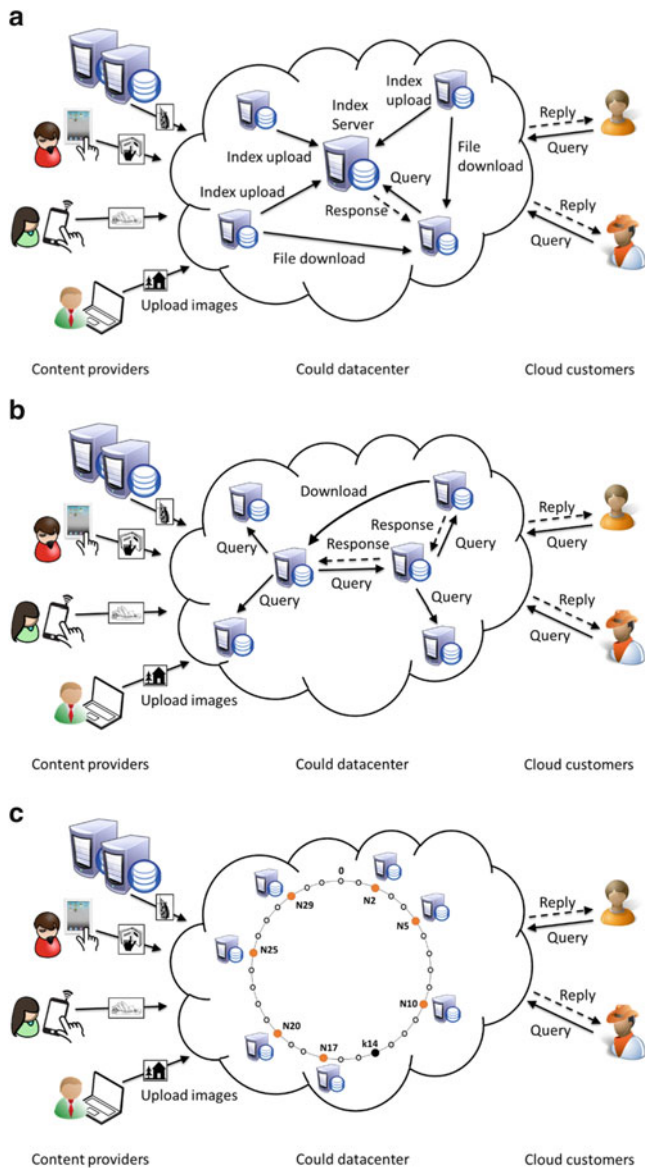 a
Index
upload
Index
Server
Index upload
Index upload
File
download
Query
Response
File download
Reply
Query
Reply
Query
Upload images
Content providers
Could datacenter
Cloud customers
b
Download
Response
Response
Query
Query
Query
Query
Query
Reply
Query
Reply
Query
Upload images
Content providers
Could datacenter
Cloud customers
c
0
N2
N29
N5
N25
N10
N20
N17
k14
Reply
Query
Reply
Query
Upload images
Content providers
Could datacenter
Cloud customers